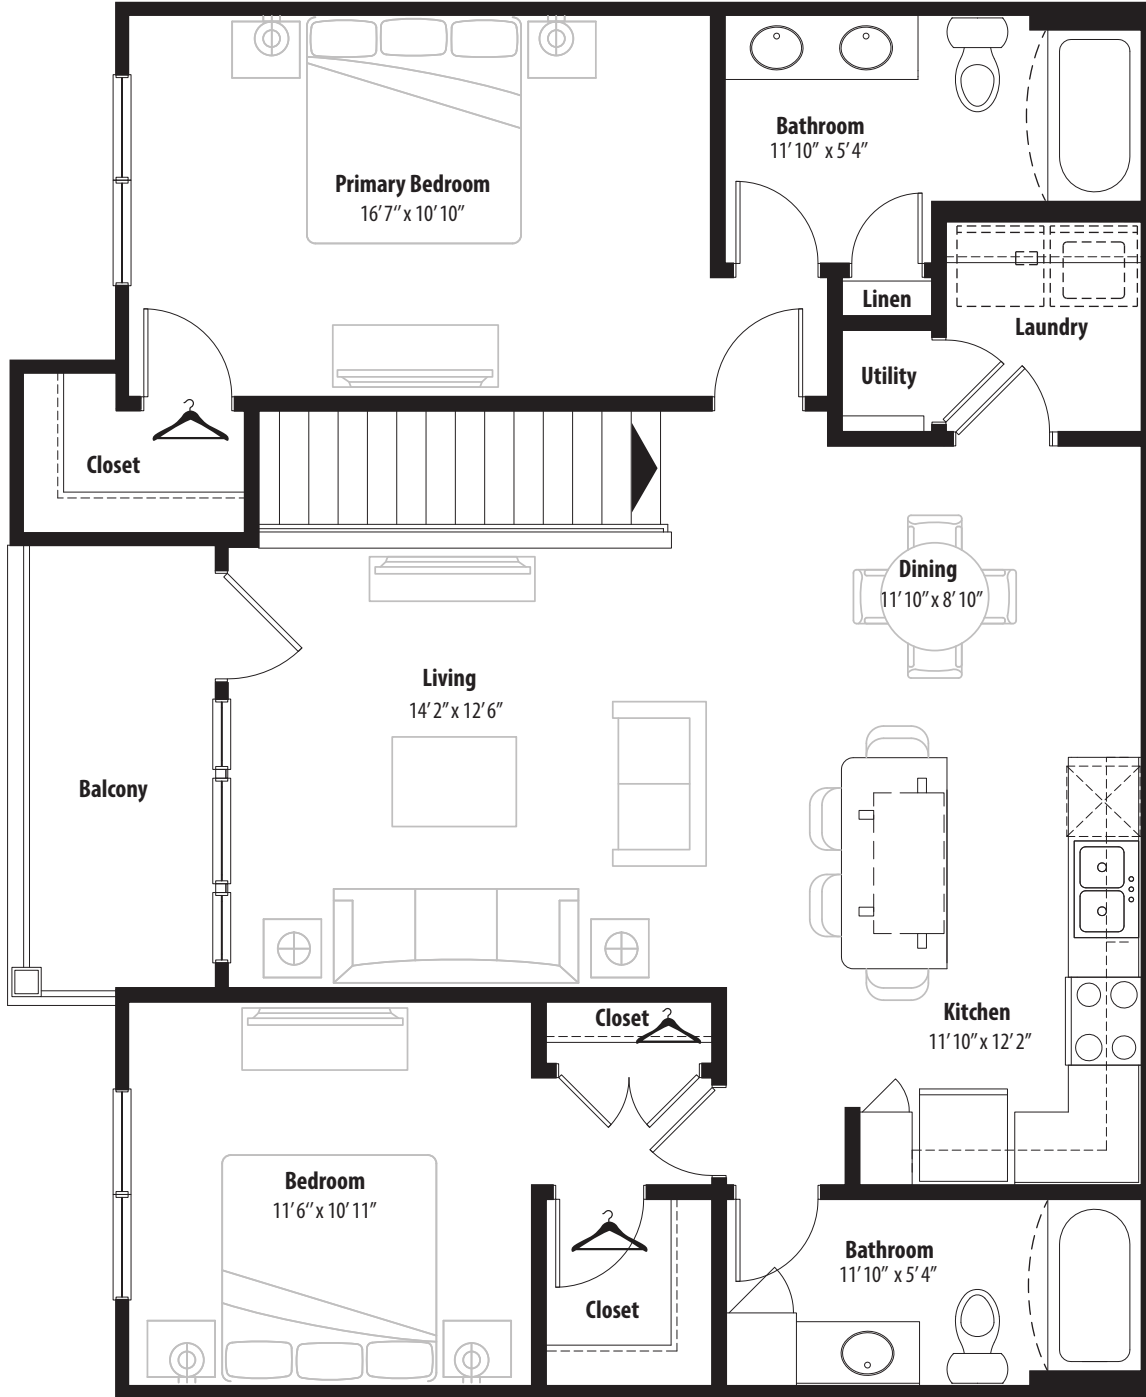 Bathroom
11’10” x 5’4”
Primary Bedroom
16’7” x 10’10”
Linen
Laundry
Utility
Closet
Dining
11’10” x 8’10”
Living
14’2” x 12’6”
Balcony
Closet
Kitchen
11’10” x 12’2”
Bedroom
11’6” x 10’11”
Bathroom
11’10” x 5’4”
Closet